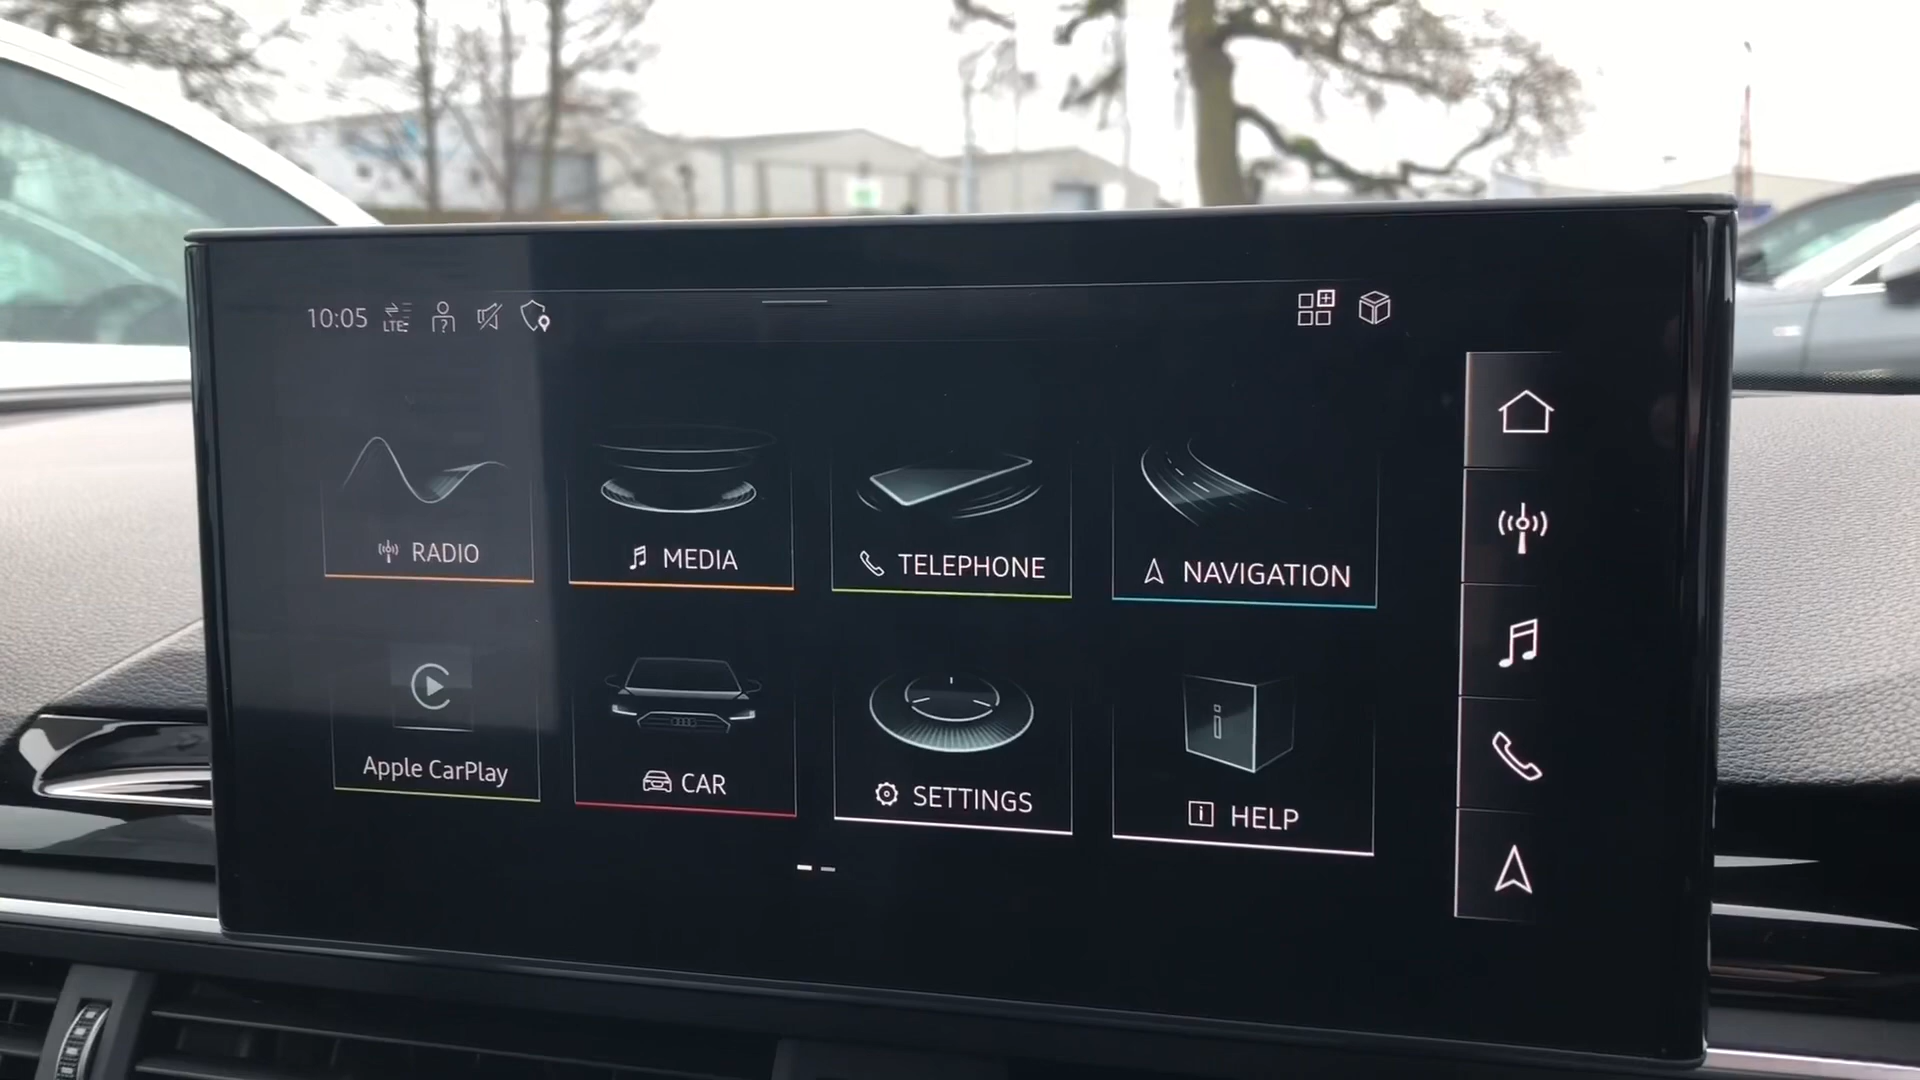 10:05 LTE
RADIO
MEDIA
TELEPHONE
NAVIGATION
Apple CarPlay
CAR
SETTINGS
HELP